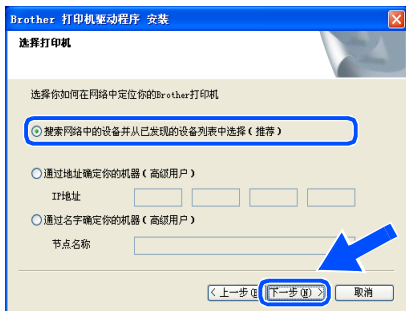 Brother 打印机驱动程序 安装
选择打印机
选择你如何在网络中定位你的Brother打印机
搜索网络中的设备并从已发现的设备列表中选择(推荐)
通过地址确定你的机器(高级用户)
IP地址
通过名字确定你的机器(高级用户)
节点名称
<上一步(B 下一步(N)> 取消